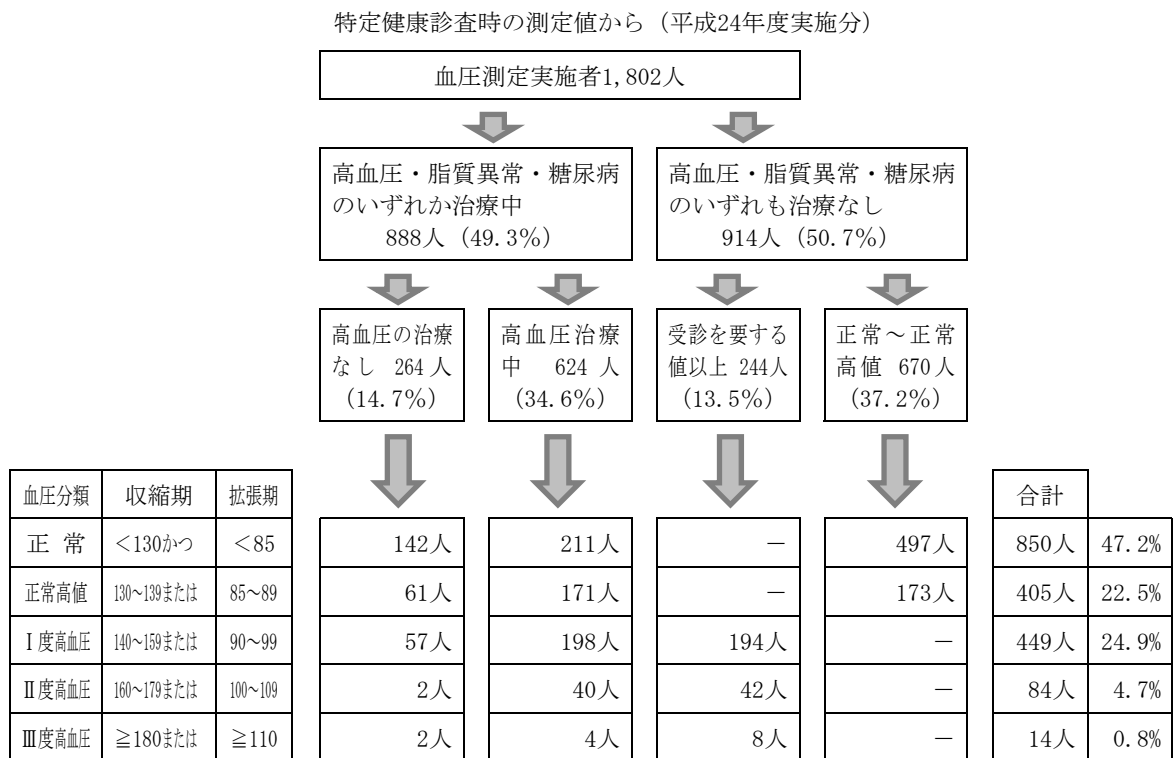 特定健康診査時の測定値から（平成24年度実施分）
血圧測定実施者1,802人
高血圧・脂質異常・糖尿病
のいずれか治療中
888人（49.3％）
高血圧・脂質異常・糖尿病
のいずれも治療なし
914人（50.7％）
高血圧の治療
なし 264人
（14.7％）
高血圧治療
中 624人
（34.6％）
受診を要する
値以上 244人
（13.5％）
正常～正常
高値 670人
（37.2％）
血圧分類 収縮期 拡張期 合計
正常 ＜130かつ ＜85 142人 211人 － 497人 850人 47.2%
正常高値 130～139または 85～89 61人 171人 － 173人 405人 22.5%
Ⅰ度高血圧 140～159または 90～99 57人 198人 194人 － 449人 24.9%
Ⅱ度高血圧 160～179または 100～109 2人 40人 42人 － 84人 4.7%
Ⅲ度高血圧 ≧180または ≧110 2人 4人 8人 － 14人 0.8%